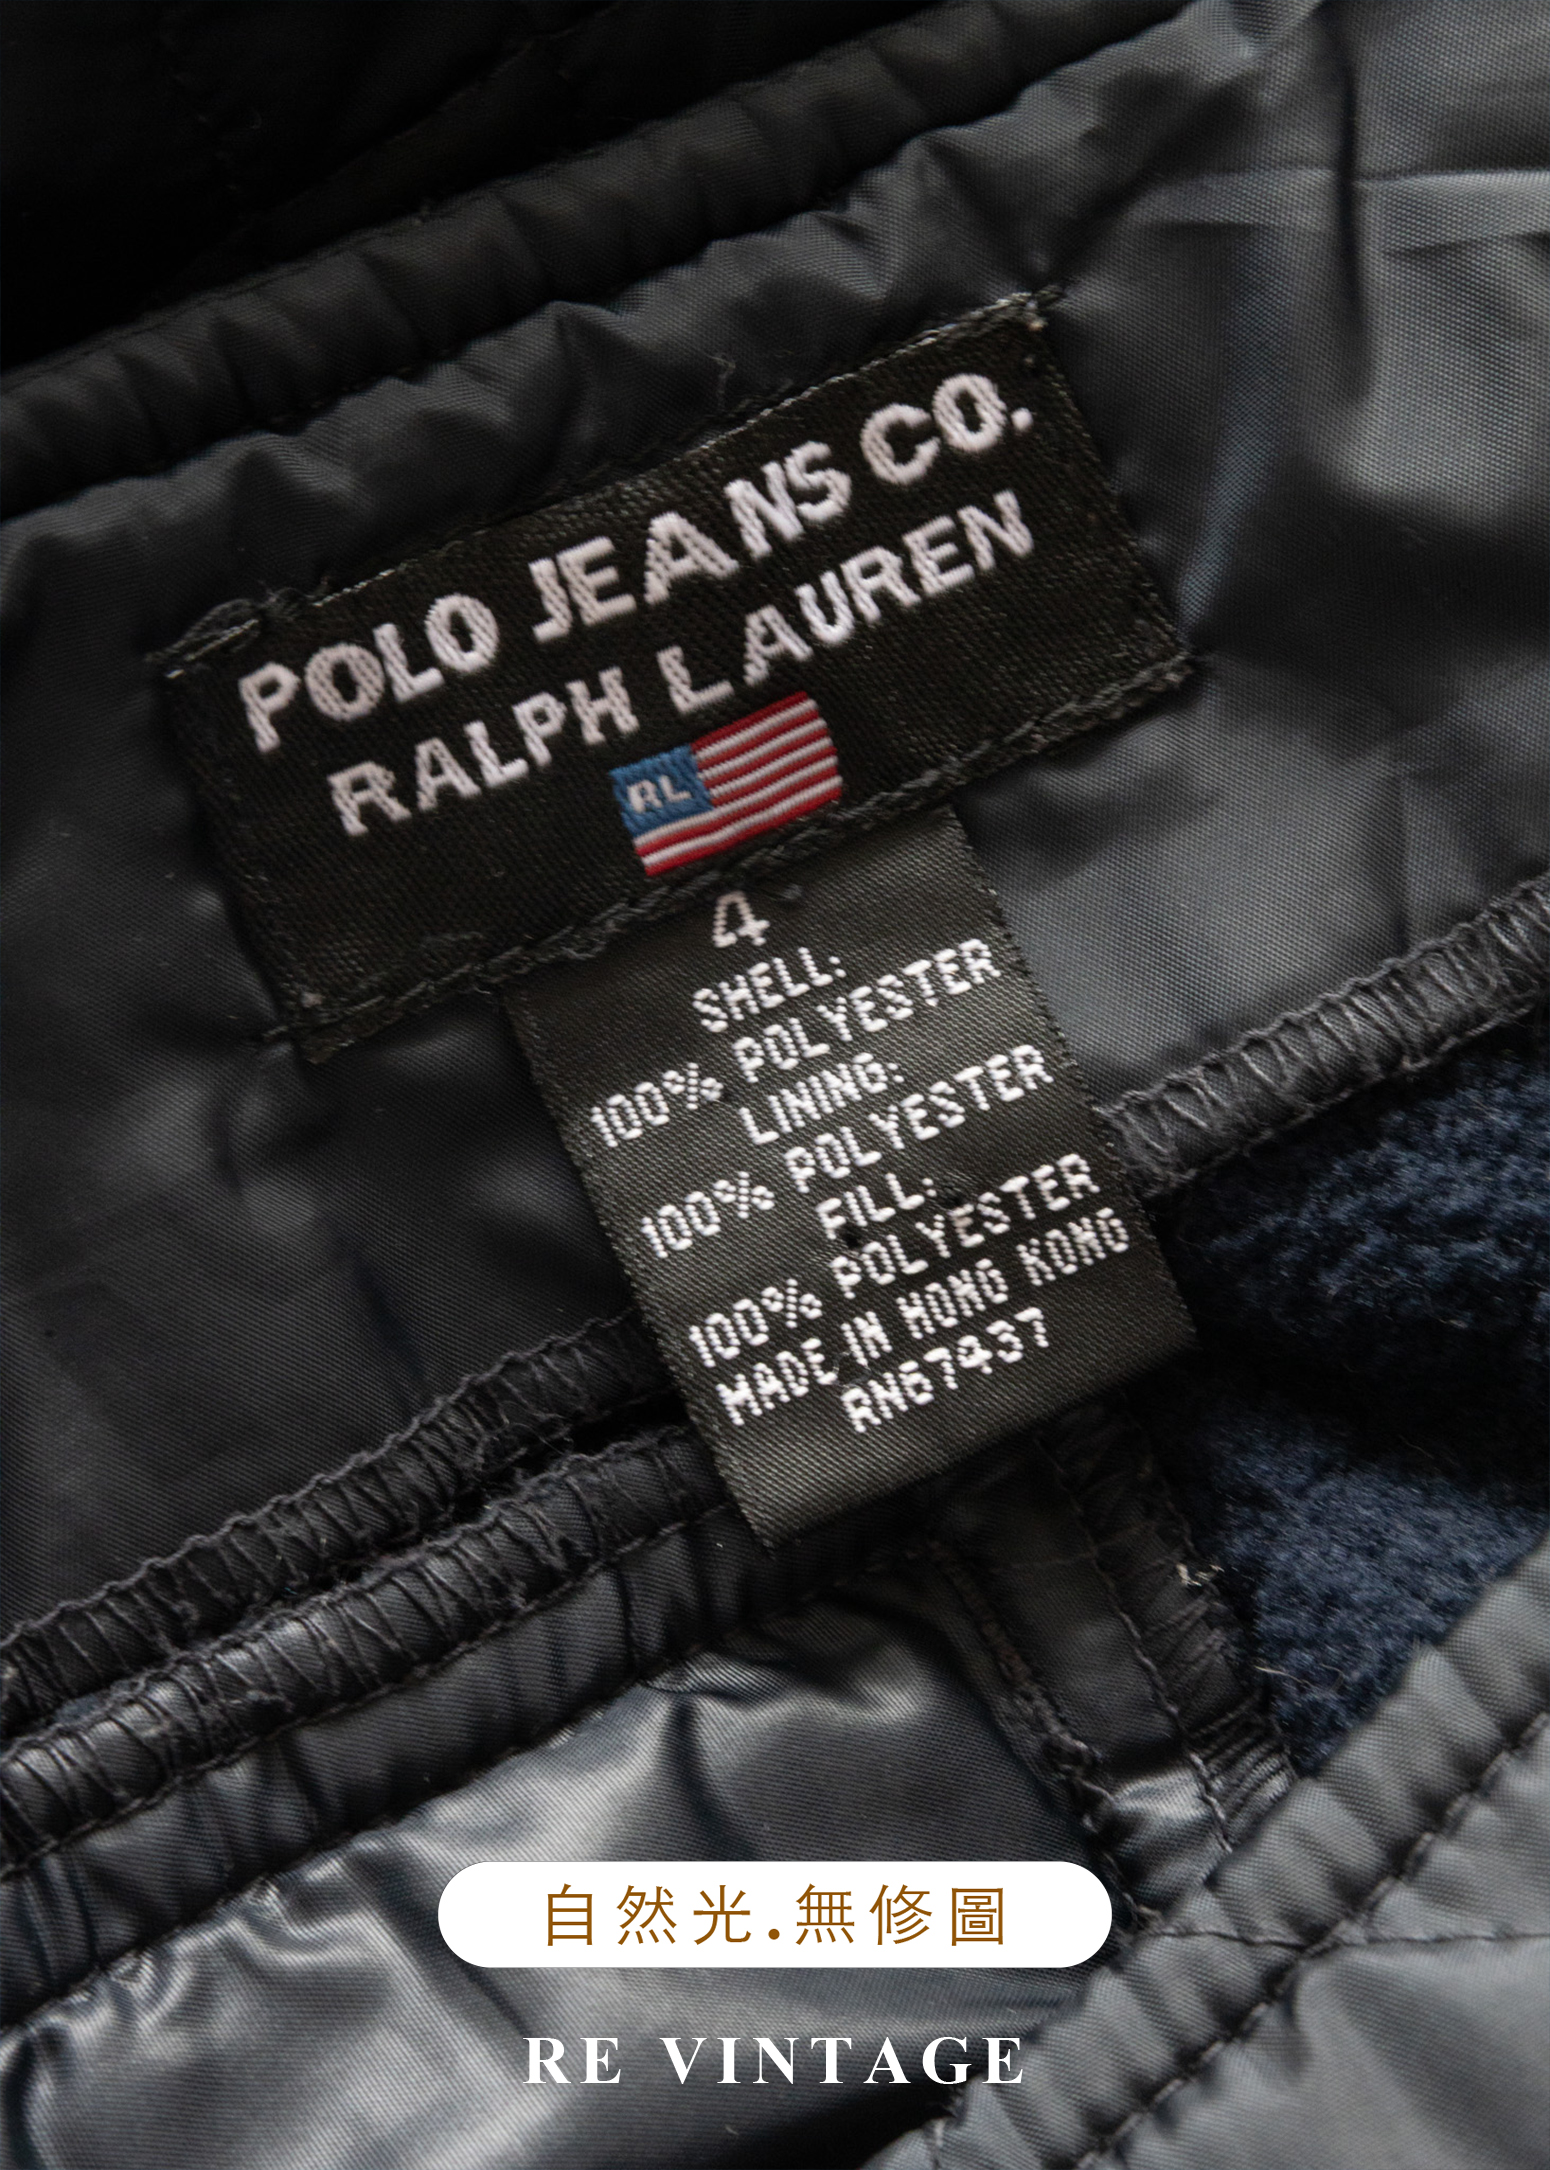 POLO JEANS CO.
RALPH LAUREN
RL
4
SHELL:
100% POLYESTER
LINING:
100% POLYESTER
FILL:
100% POLYESTER
MADE IN HONG KONG
RN67437
自然光.無修圖
RE VINTAGE